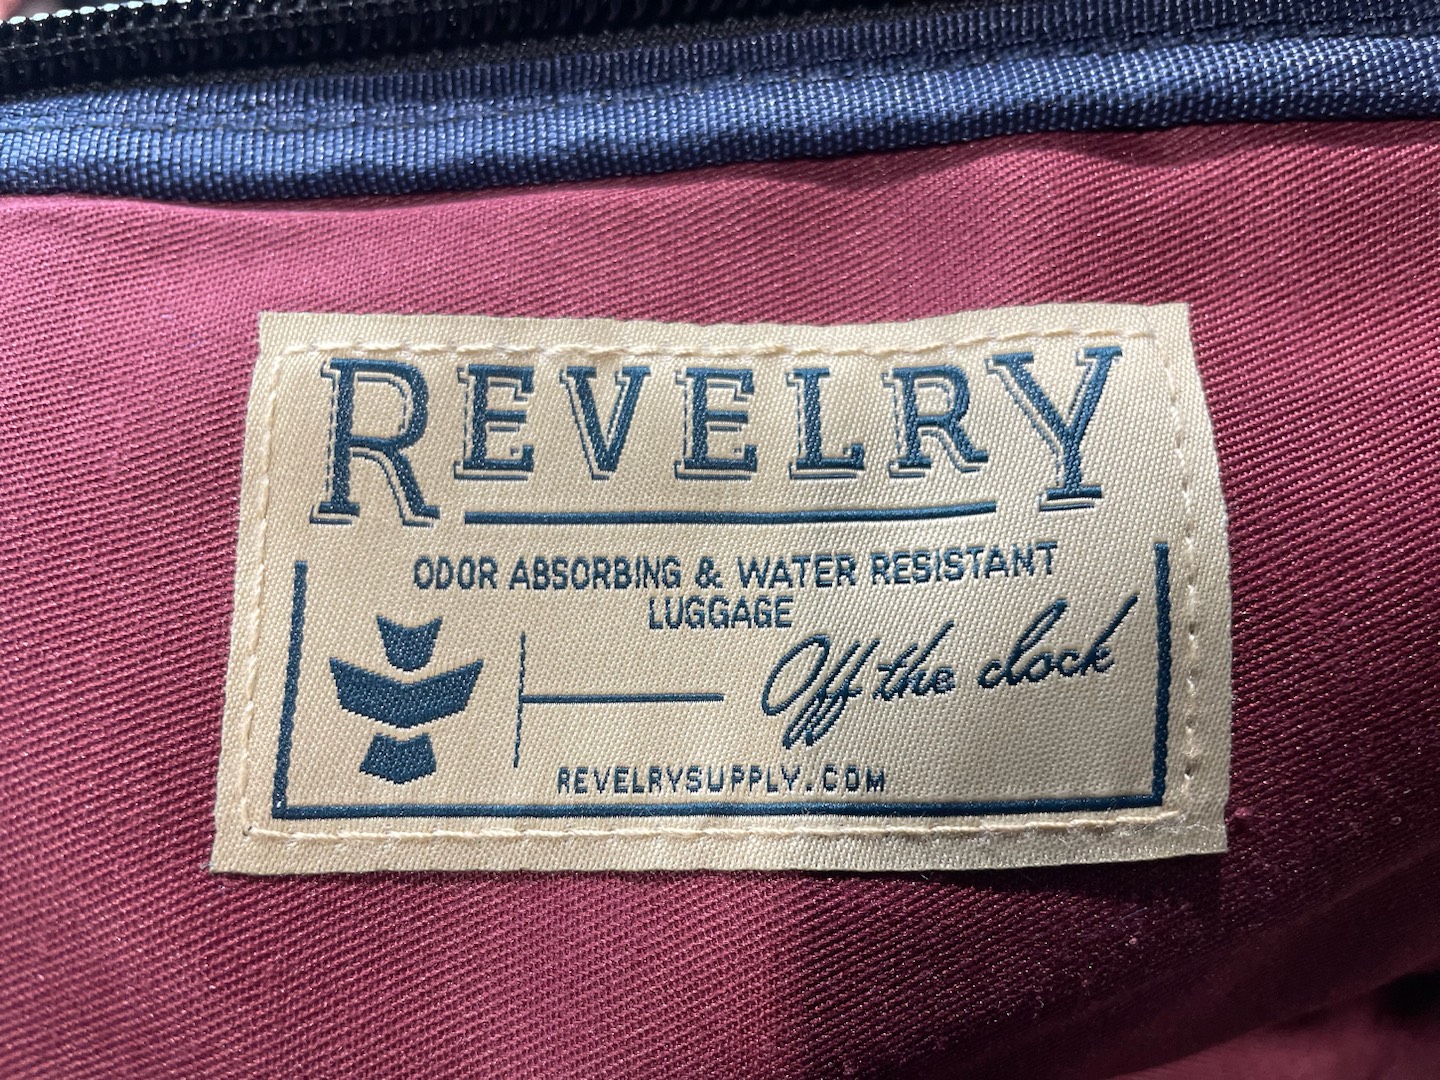 REVELRY
ODOR ABSORBING & WATER RESISTANT
LUGGAGE
Off the clock
REVELRYSUPPLY.COM